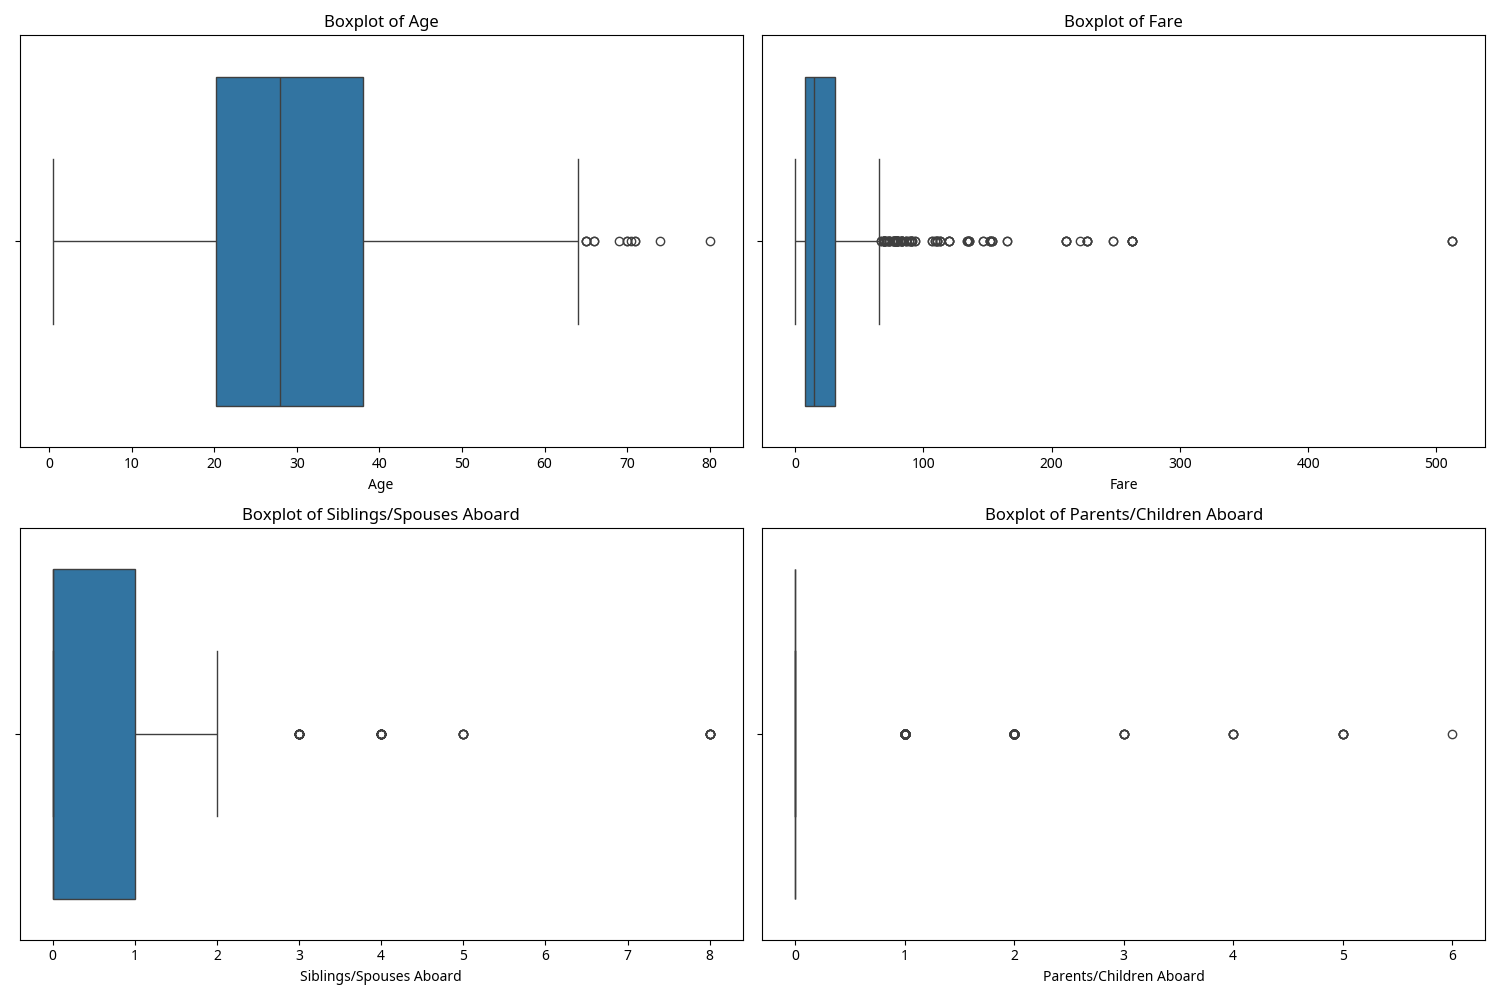 Boxplot of Age
0 10 20 30 40 50 60 70 80
Age
Boxplot of Fare
0 100 200 300 400 500
Fare
Boxplot of Siblings/Spouses Aboard
0 1 2 3 4 5 6 7 8
Siblings/Spouses Aboard
Boxplot of Parents/Children Aboard
0 1 2 3 4 5 6
Parents/Children Aboard